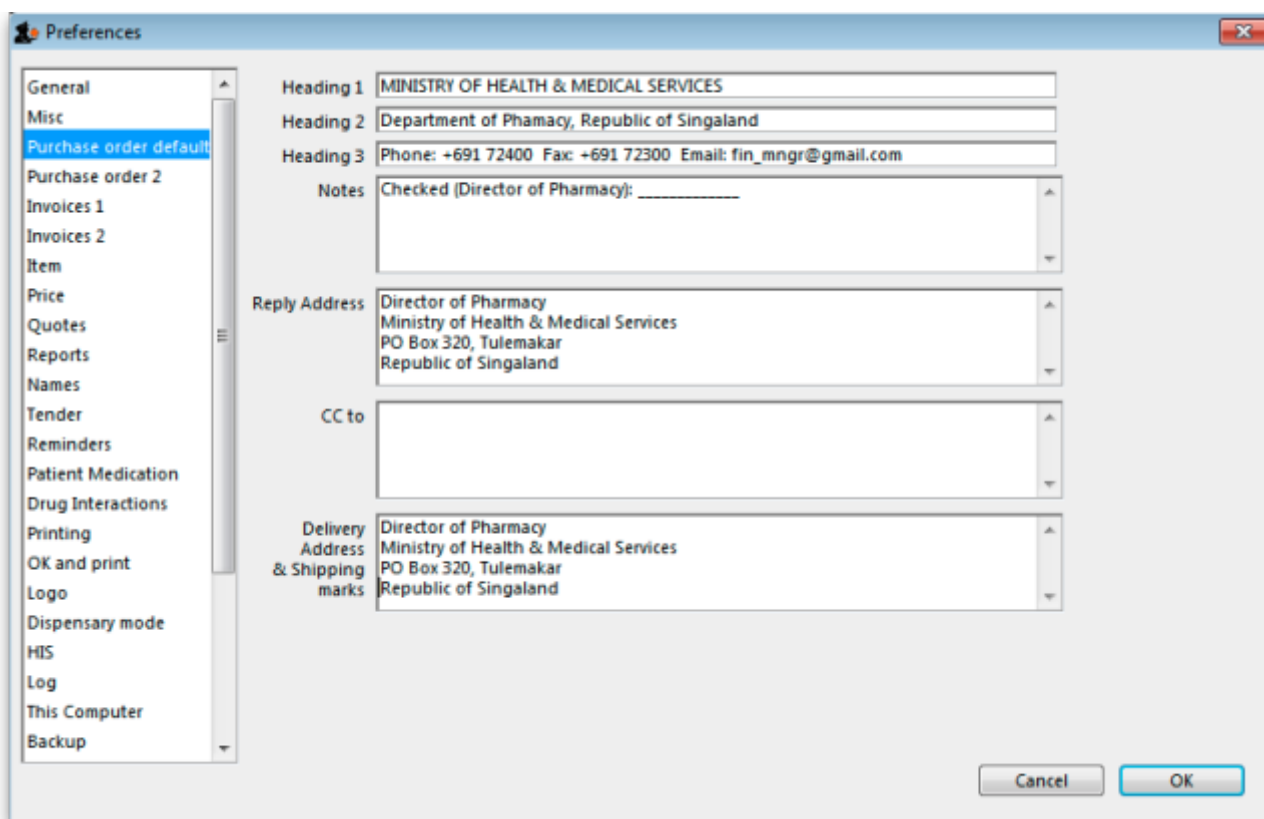 Preferences
General
Misc
Purchase order default
Purchase order 2
Invoices 1
Invoices 2
Item
Price
Quotes
Reports
Names
Tender
Reminders
Patient Medication
Drug Interactions
Printing
OK and print
Logo
Dispensary mode
HIS
Log
This Computer
Backup
Heading 1 MINISTRY OF HEALTH & MEDICAL SERVICES
Heading 2 Department of Phamacy, Republic of Singaland
Heading 3 Phone: +691 72400 Fax: +691 72300 Email: fin_mngr@gmail.com
Notes Checked (Director of Pharmacy): _____________
Reply Address Director of Pharmacy
Ministry of Health & Medical Services
PO Box 320, Tulemakar
Republic of Singaland
CC to
Delivery Director of Pharmacy
Address Ministry of Health & Medical Services
& Shipping PO Box 320, Tulemakar
marks Republic of Singaland
Cancel OK